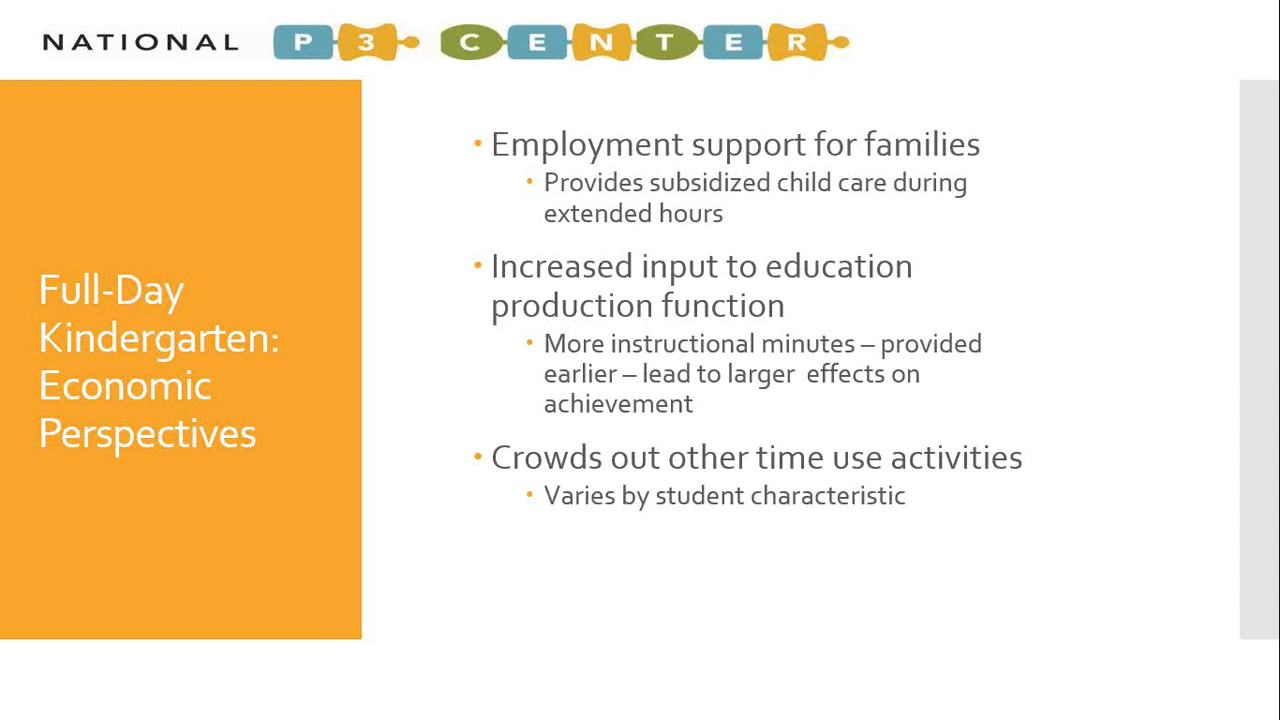 NATIONAL P3 CENTER
Full-Day
Kindergarten:
Economic
Perspectives
• Employment support for families
• Provides subsidized child care during
extended hours
• Increased input to education
production function
• More instructional minutes – provided
earlier – lead to larger effects on
achievement
• Crowds out other time use activities
• Varies by student characteristic